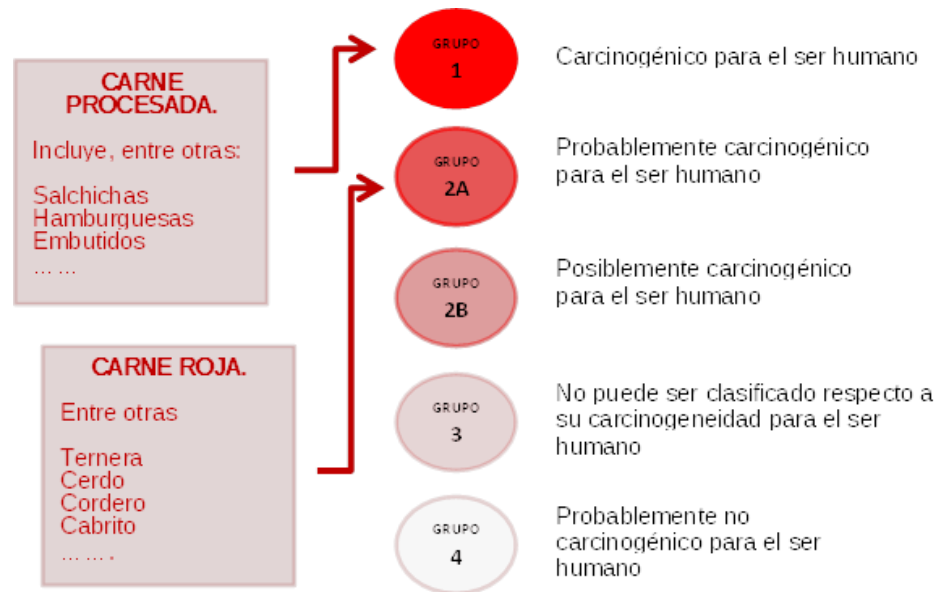 CARNE
PROCESADA.
Incluye, entre otras:
Salchichas
Hamburguesas
Embutidos
... ...
CARNE ROJA.
Entre otras
Ternera
Cerdo
Cordero
Cabrito
... ... .
GRUPO
1
Carcinogénico para el ser humano
GRUPO
2A
Probablemente carcinogénico
para el ser humano
GRUPO
2B
Posiblemente carcinogénico
para el ser humano
GRUPO
3
No puede ser clasificado respecto a
su carcinogeneidad para el ser
humano
GRUPO
4
Probablemente no
carcinogénico para el ser
humano